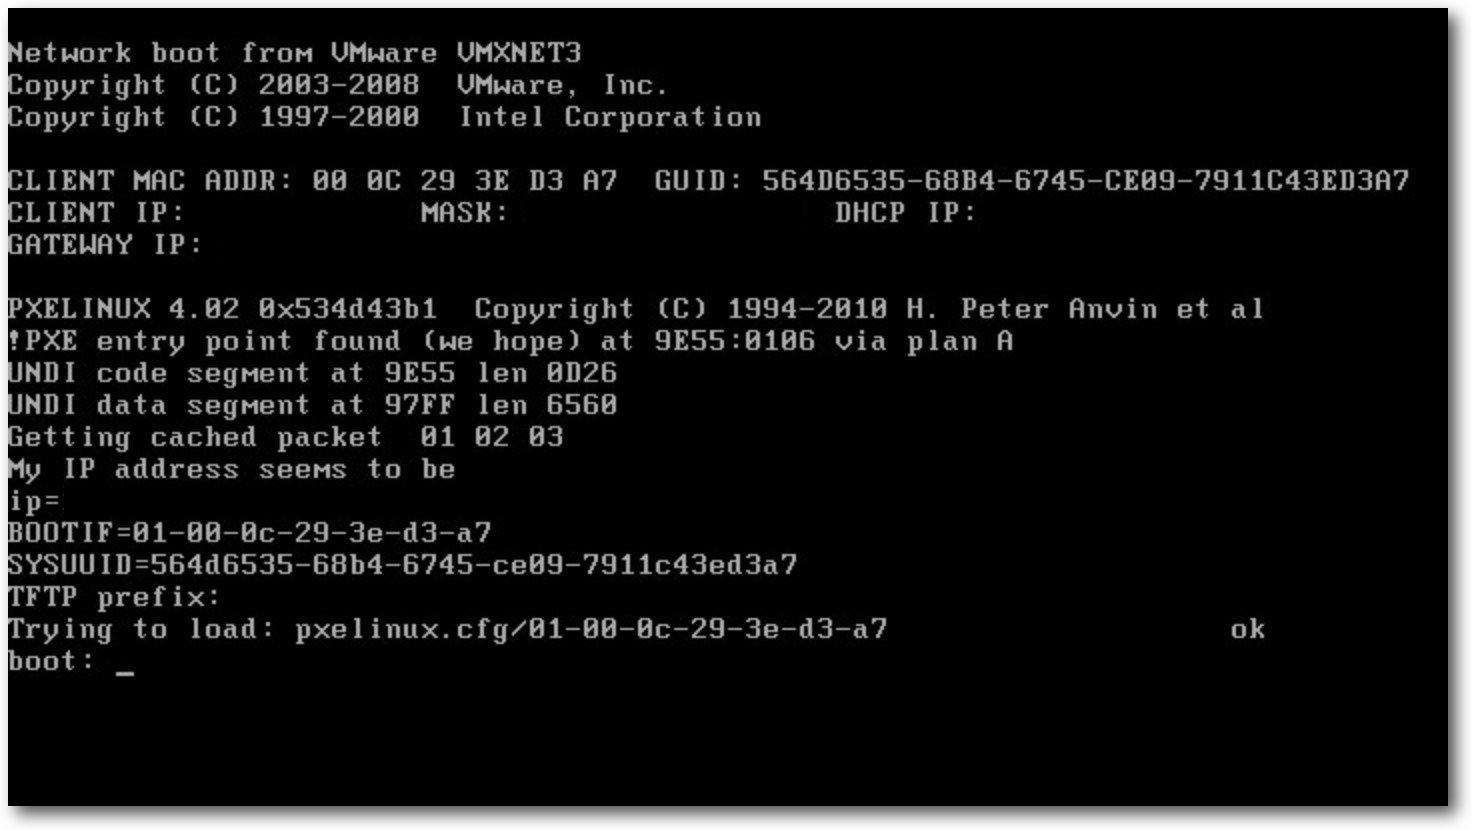 Network boot from VMware VMXNET3
Copyright (C) 2003-2008  VMware, Inc.
Copyright (C) 1997-2000  Intel Corporation
CLIENT MAC ADDR: 00 0C 29 3E D3 A7  GUID: 564D6535-68B4-6745-CE09-7911C43ED3A7
CLIENT IP:             MASK:                  DHCP IP:
GATEWAY IP:
PXELINUX 4.02 0x534d43b1  Copyright (C) 1994-2010 H. Peter Anvin et al
!PXE entry point found (we hope) at 9E55:0106 via plan A
UNDI code segment at 9E55 len 0D26
UNDI data segment at 97FF len 6560
Getting cached packet  01 02 03
My IP address seems to be
ip=
BOOTIF=01-00-0c-29-3e-d3-a7
SYSUUID=564d6535-68b4-6745-ce09-7911c43ed3a7
TFTP prefix:
Trying to load: pxelinux.cfg/01-00-0c-29-3e-d3-a7                   ok
boot: _